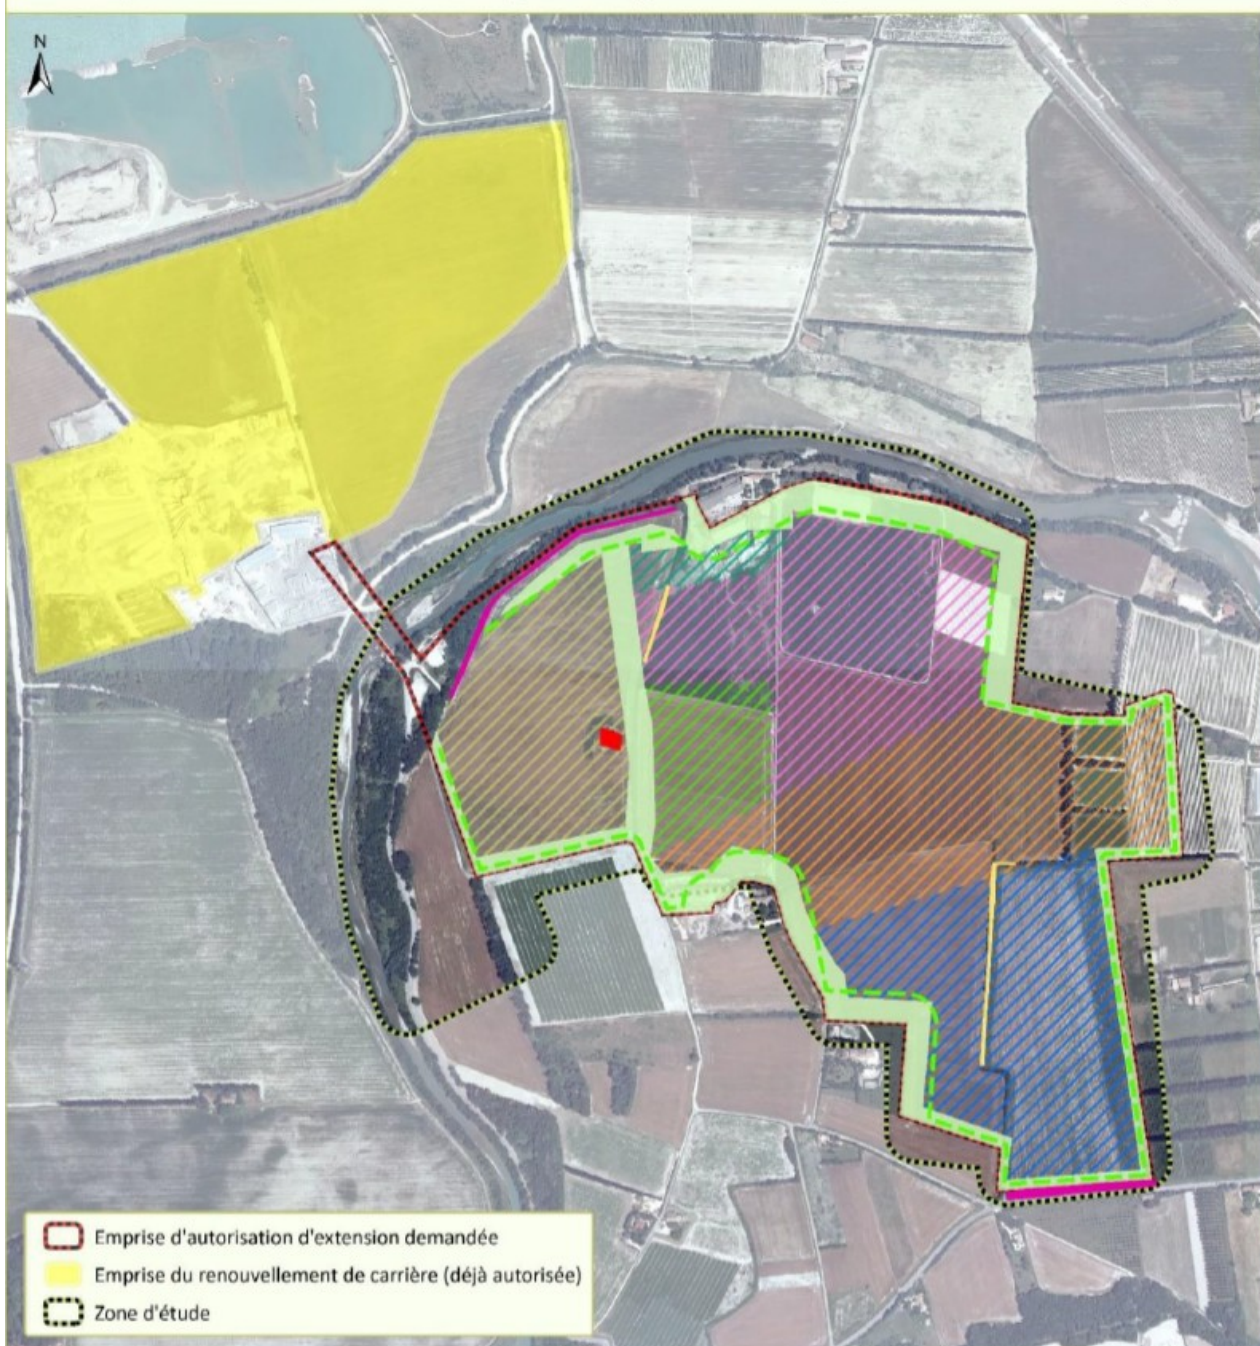 N
Emprise d'autorisation d'extension demandée
Emprise du renouvellement de carrière (déjà autorisée)
Zone d'étude